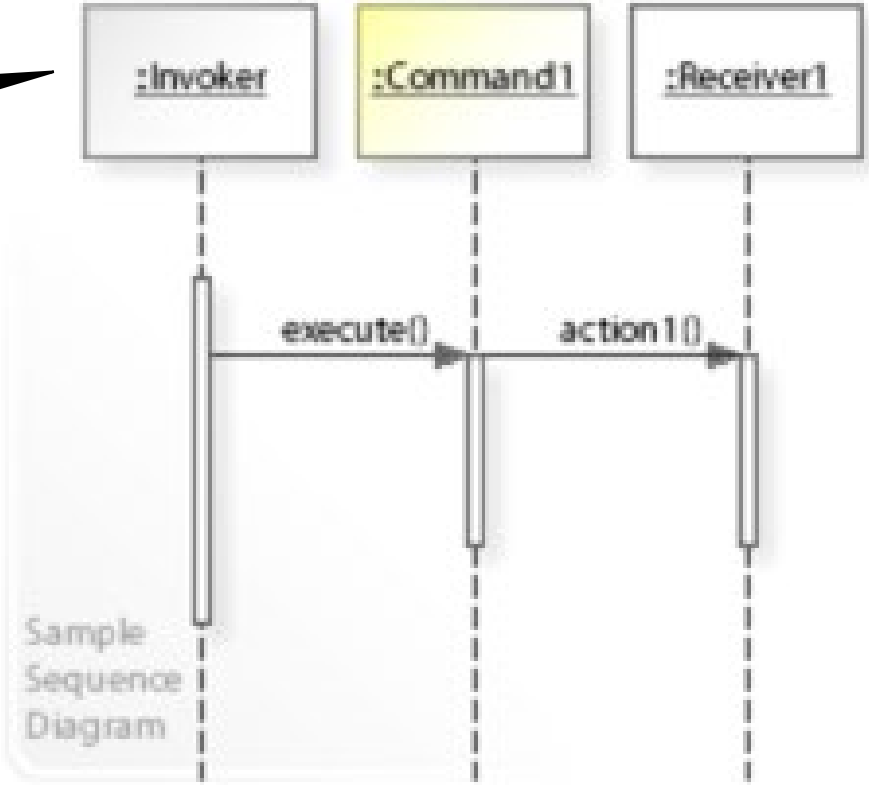 :Invoker
:Command1
:Receiver1
execute()
action1()
Sample
Sequence
Diagram